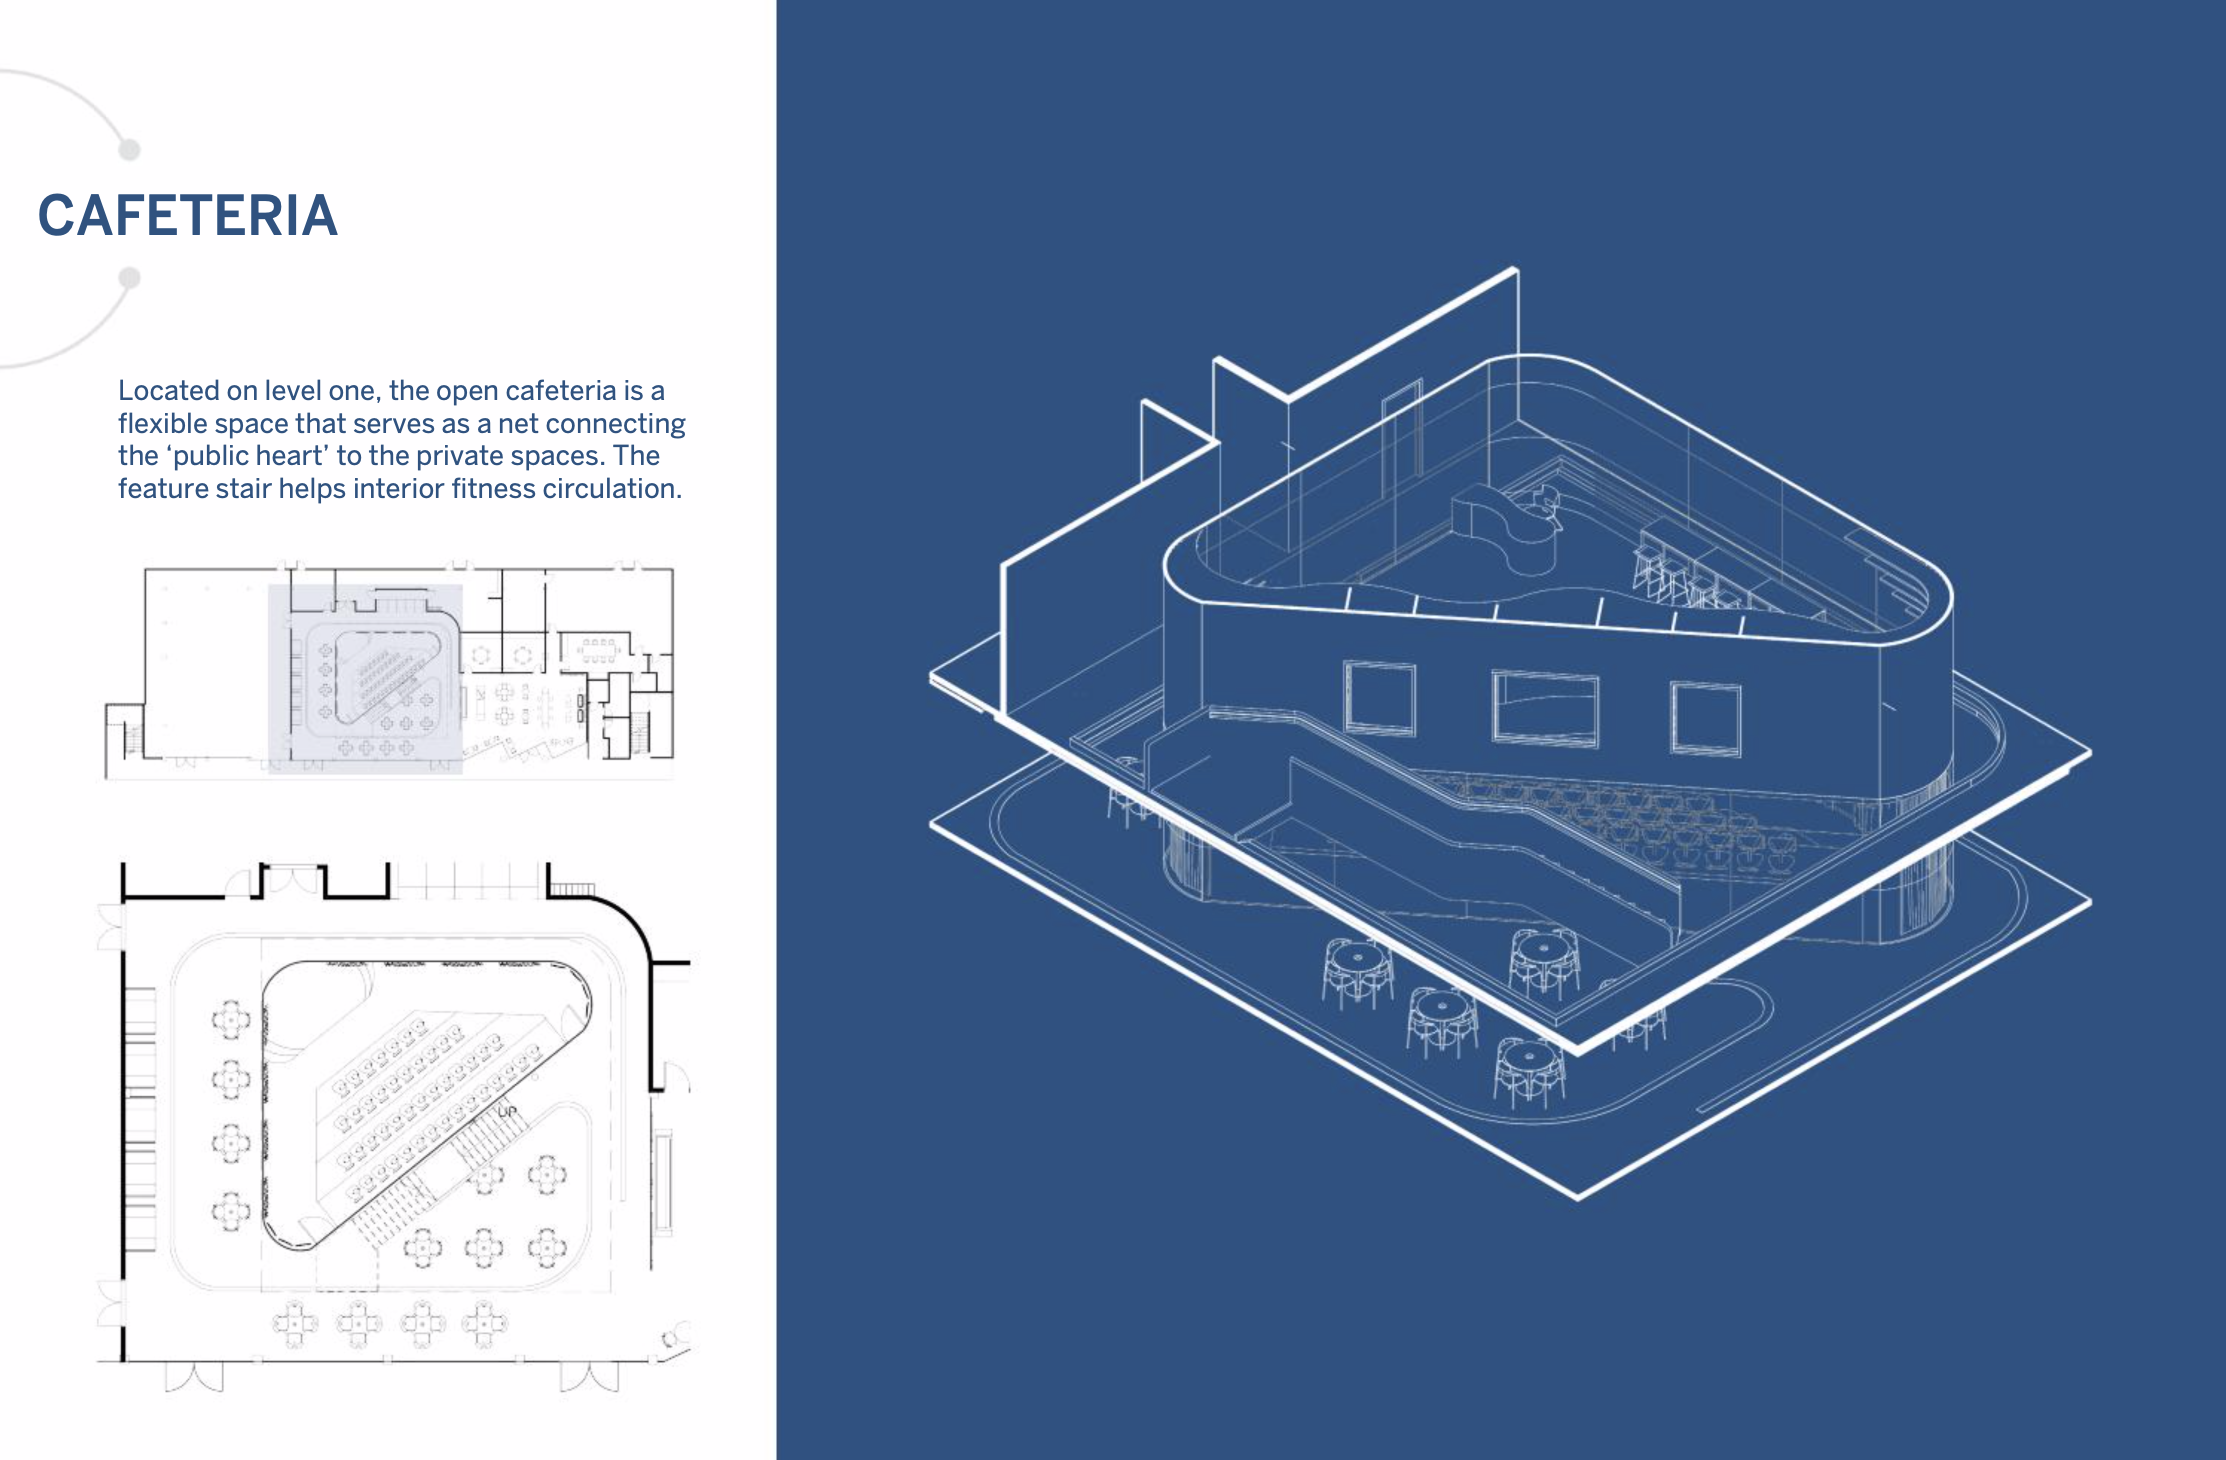 CAFETERIA
Located on level one, the open cafeteria is a
flexible space that serves as a net connecting
the ‘public heart’ to the private spaces. The
feature stair helps interior fitness circulation.
UP